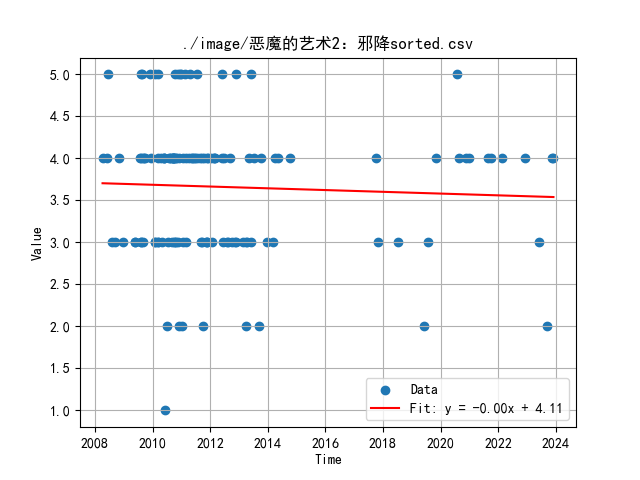 ./image/恶魔的艺术2：邪降sorted.csv
5.0
4.5
4.0
3.5
3.0
2.5
2.0
1.5
1.0
Value
Data
Fit: y = -0.00x + 4.11
2008 2010 2012 2014 2016 2018 2020 2022 2024
Time